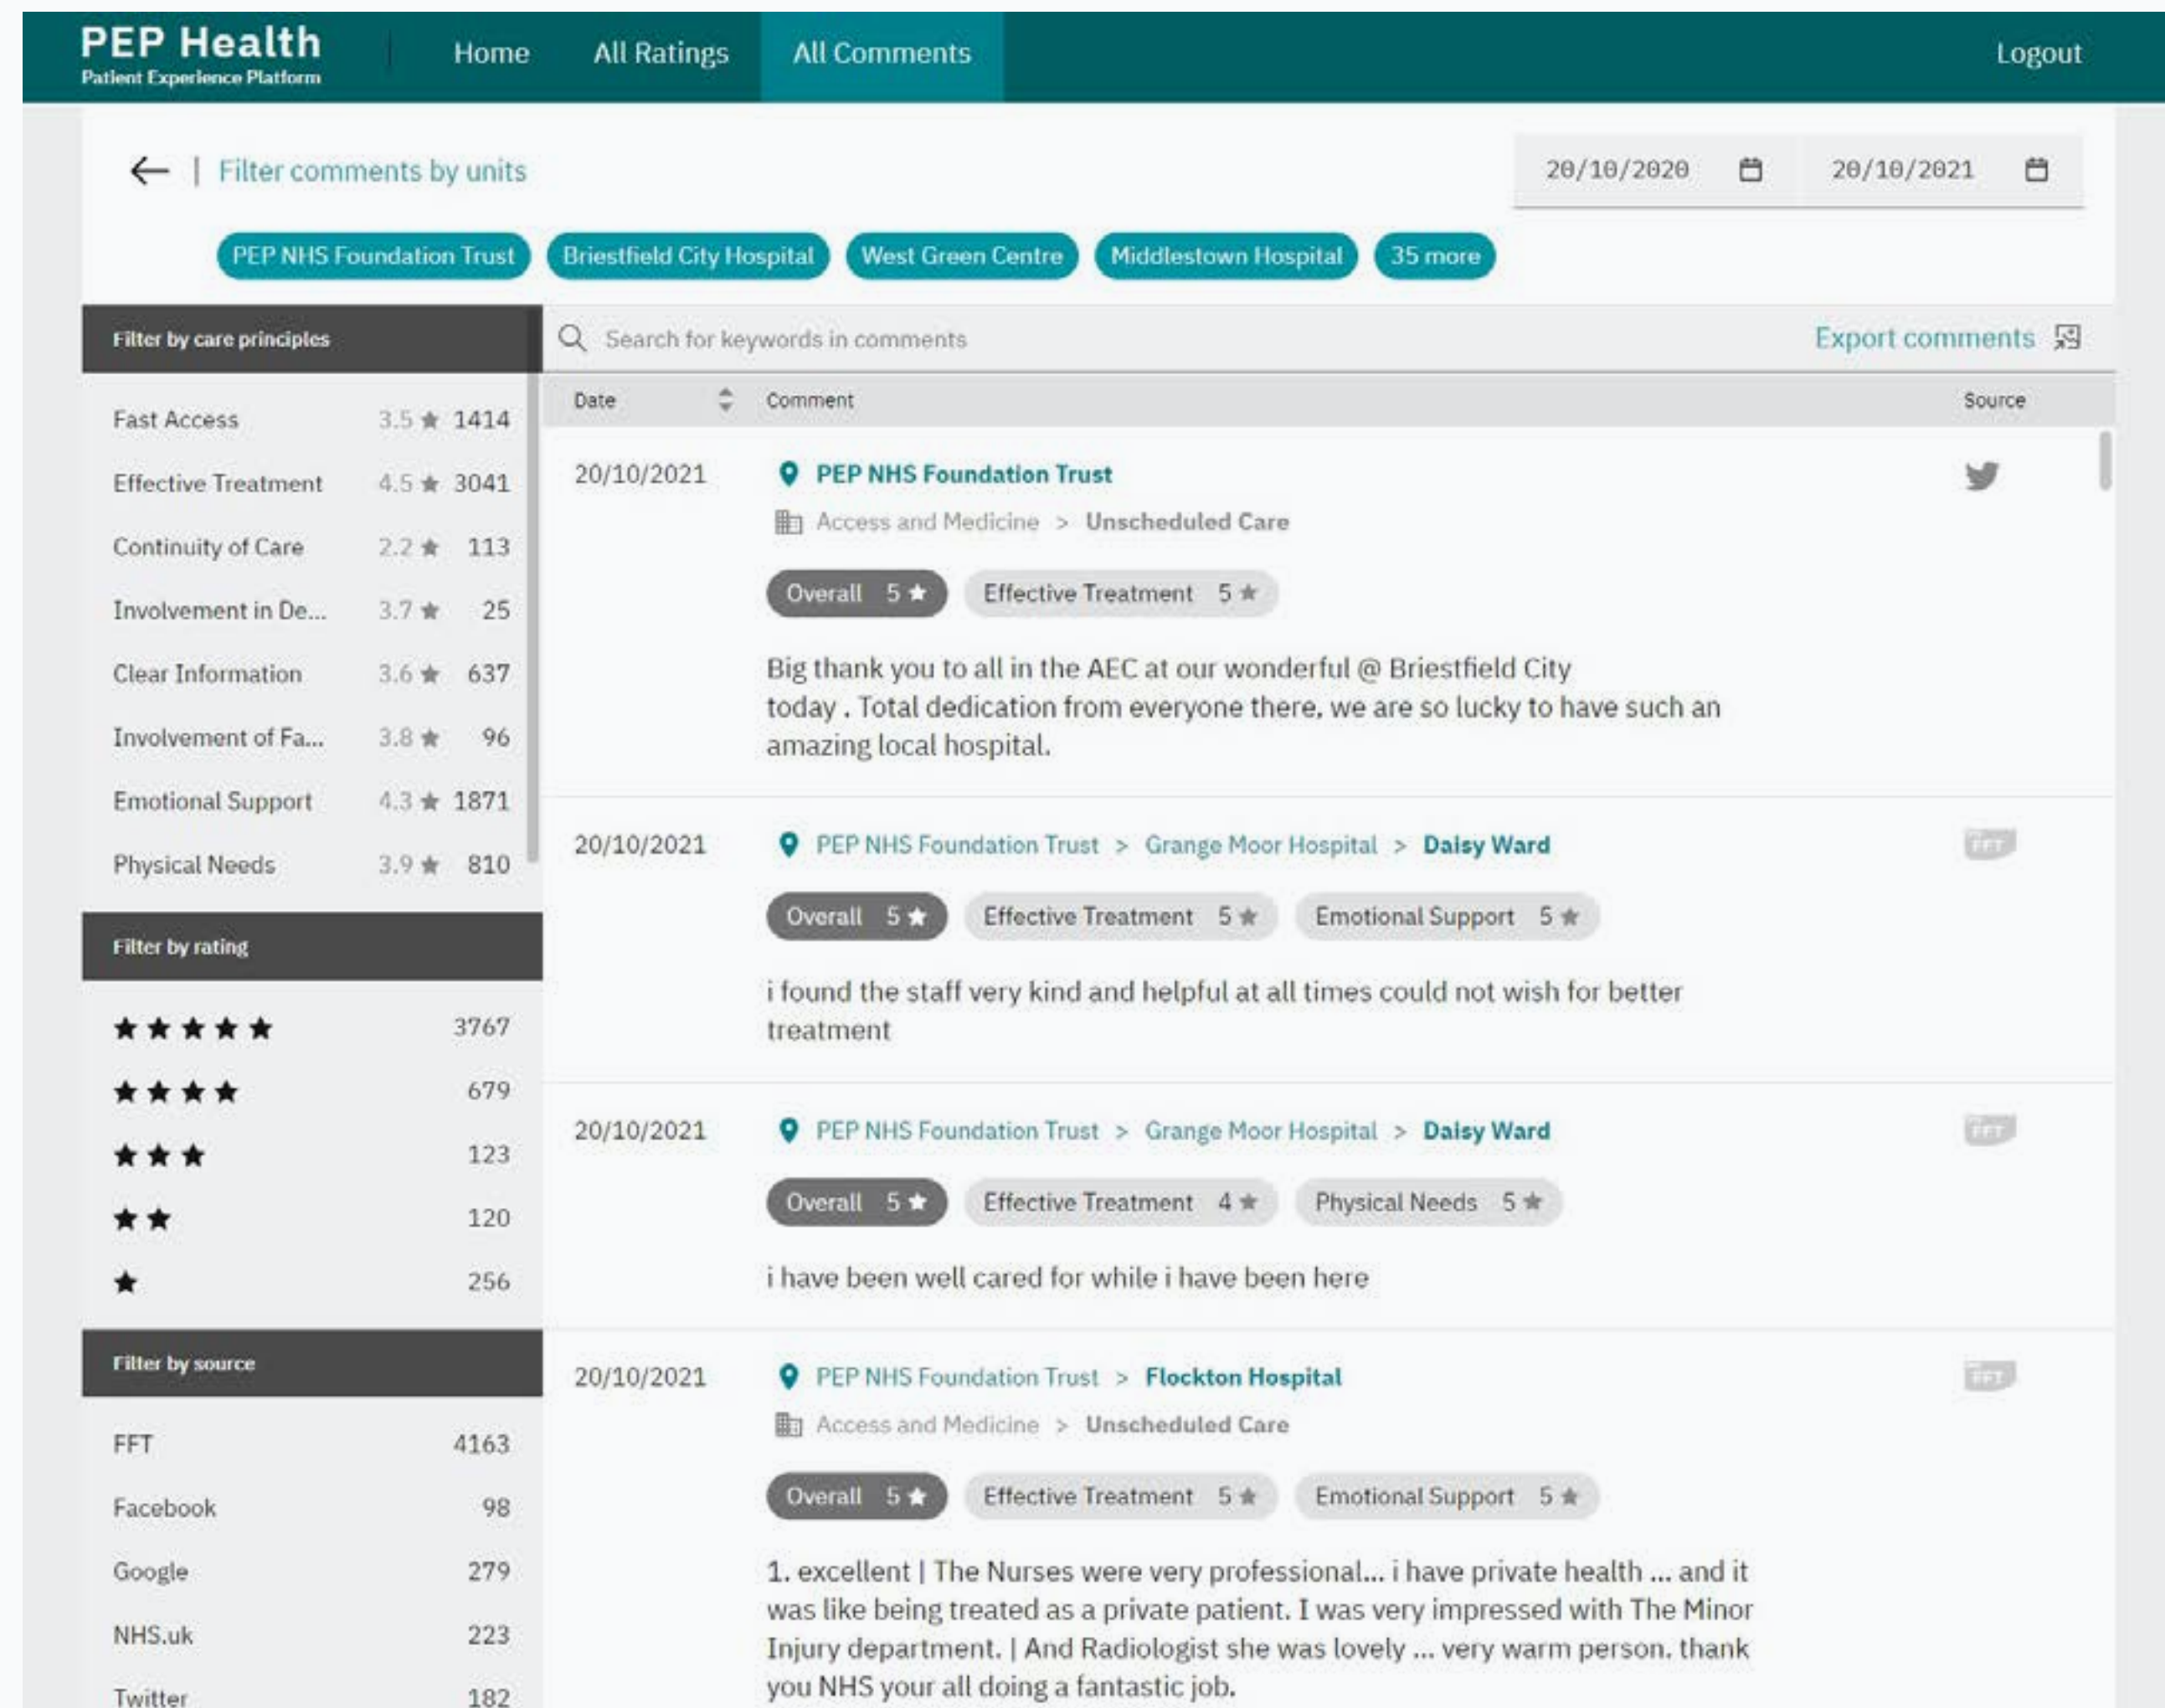 PEP Health
Patient Experience Platform
Home
All Ratings
All Comments
Logout
Filter comments by units
20/10/2020
20/10/2021
PEP NHS Foundation Trust
Briestfield City Hospital
West Green Centre
Middlestown Hospital
35 more
Filter by care principles
Fast Access 3.5 ★ 1414
Effective Treatment 4.5 ★ 3041
Continuity of Care 2.2 ★ 113
Involvement in De... 3.7 ★ 25
Clear Information 3.6 ★ 637
Involvement of Fa... 3.8 ★ 96
Emotional Support 4.3 ★ 1871
Physical Needs 3.9 ★ 810
Filter by rating
★★★★★ 3767
★★★★ 679
★★★ 123
★★ 120
★ 256
Filter by source
FFT 4163
Facebook 98
Google 279
NHS.uk 223
Twitter 182
Search for keywords in comments
Export comments
Date Comment Source
20/10/2021 PEP NHS Foundation Trust
Access and Medicine > Unscheduled Care
Overall 5 ★ Effective Treatment 5 ★
Big thank you to all in the AEC at our wonderful @ Briestfield City
today . Total dedication from everyone there, we are so lucky to have such an
amazing local hospital.
20/10/2021 PEP NHS Foundation Trust > Grange Moor Hospital > Daisy Ward FFT
Overall 5 ★ Effective Treatment 5 ★ Emotional Support 5 ★
i found the staff very kind and helpful at all times could not wish for better
treatment
20/10/2021 PEP NHS Foundation Trust > Grange Moor Hospital > Daisy Ward FFT
Overall 5 ★ Effective Treatment 4 ★ Physical Needs 5 ★
i have been well cared for while i have been here
20/10/2021 PEP NHS Foundation Trust > Flockton Hospital FFT
Access and Medicine > Unscheduled Care
Overall 5 ★ Effective Treatment 5 ★ Emotional Support 5 ★
1. excellent | The Nurses were very professional... i have private health ... and it
was like being treated as a private patient. I was very impressed with The Minor
Injury department. | And Radiologist she was lovely ... very warm person. thank
you NHS your all doing a fantastic job.